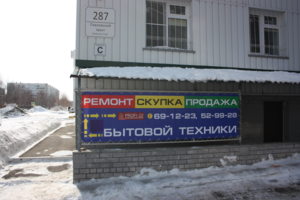 287
С
РЕМОНТ СКУПКА ПРОДАЖА
69-12-23, 52-99-20
БЫТОВОЙ ТЕХНИКИ